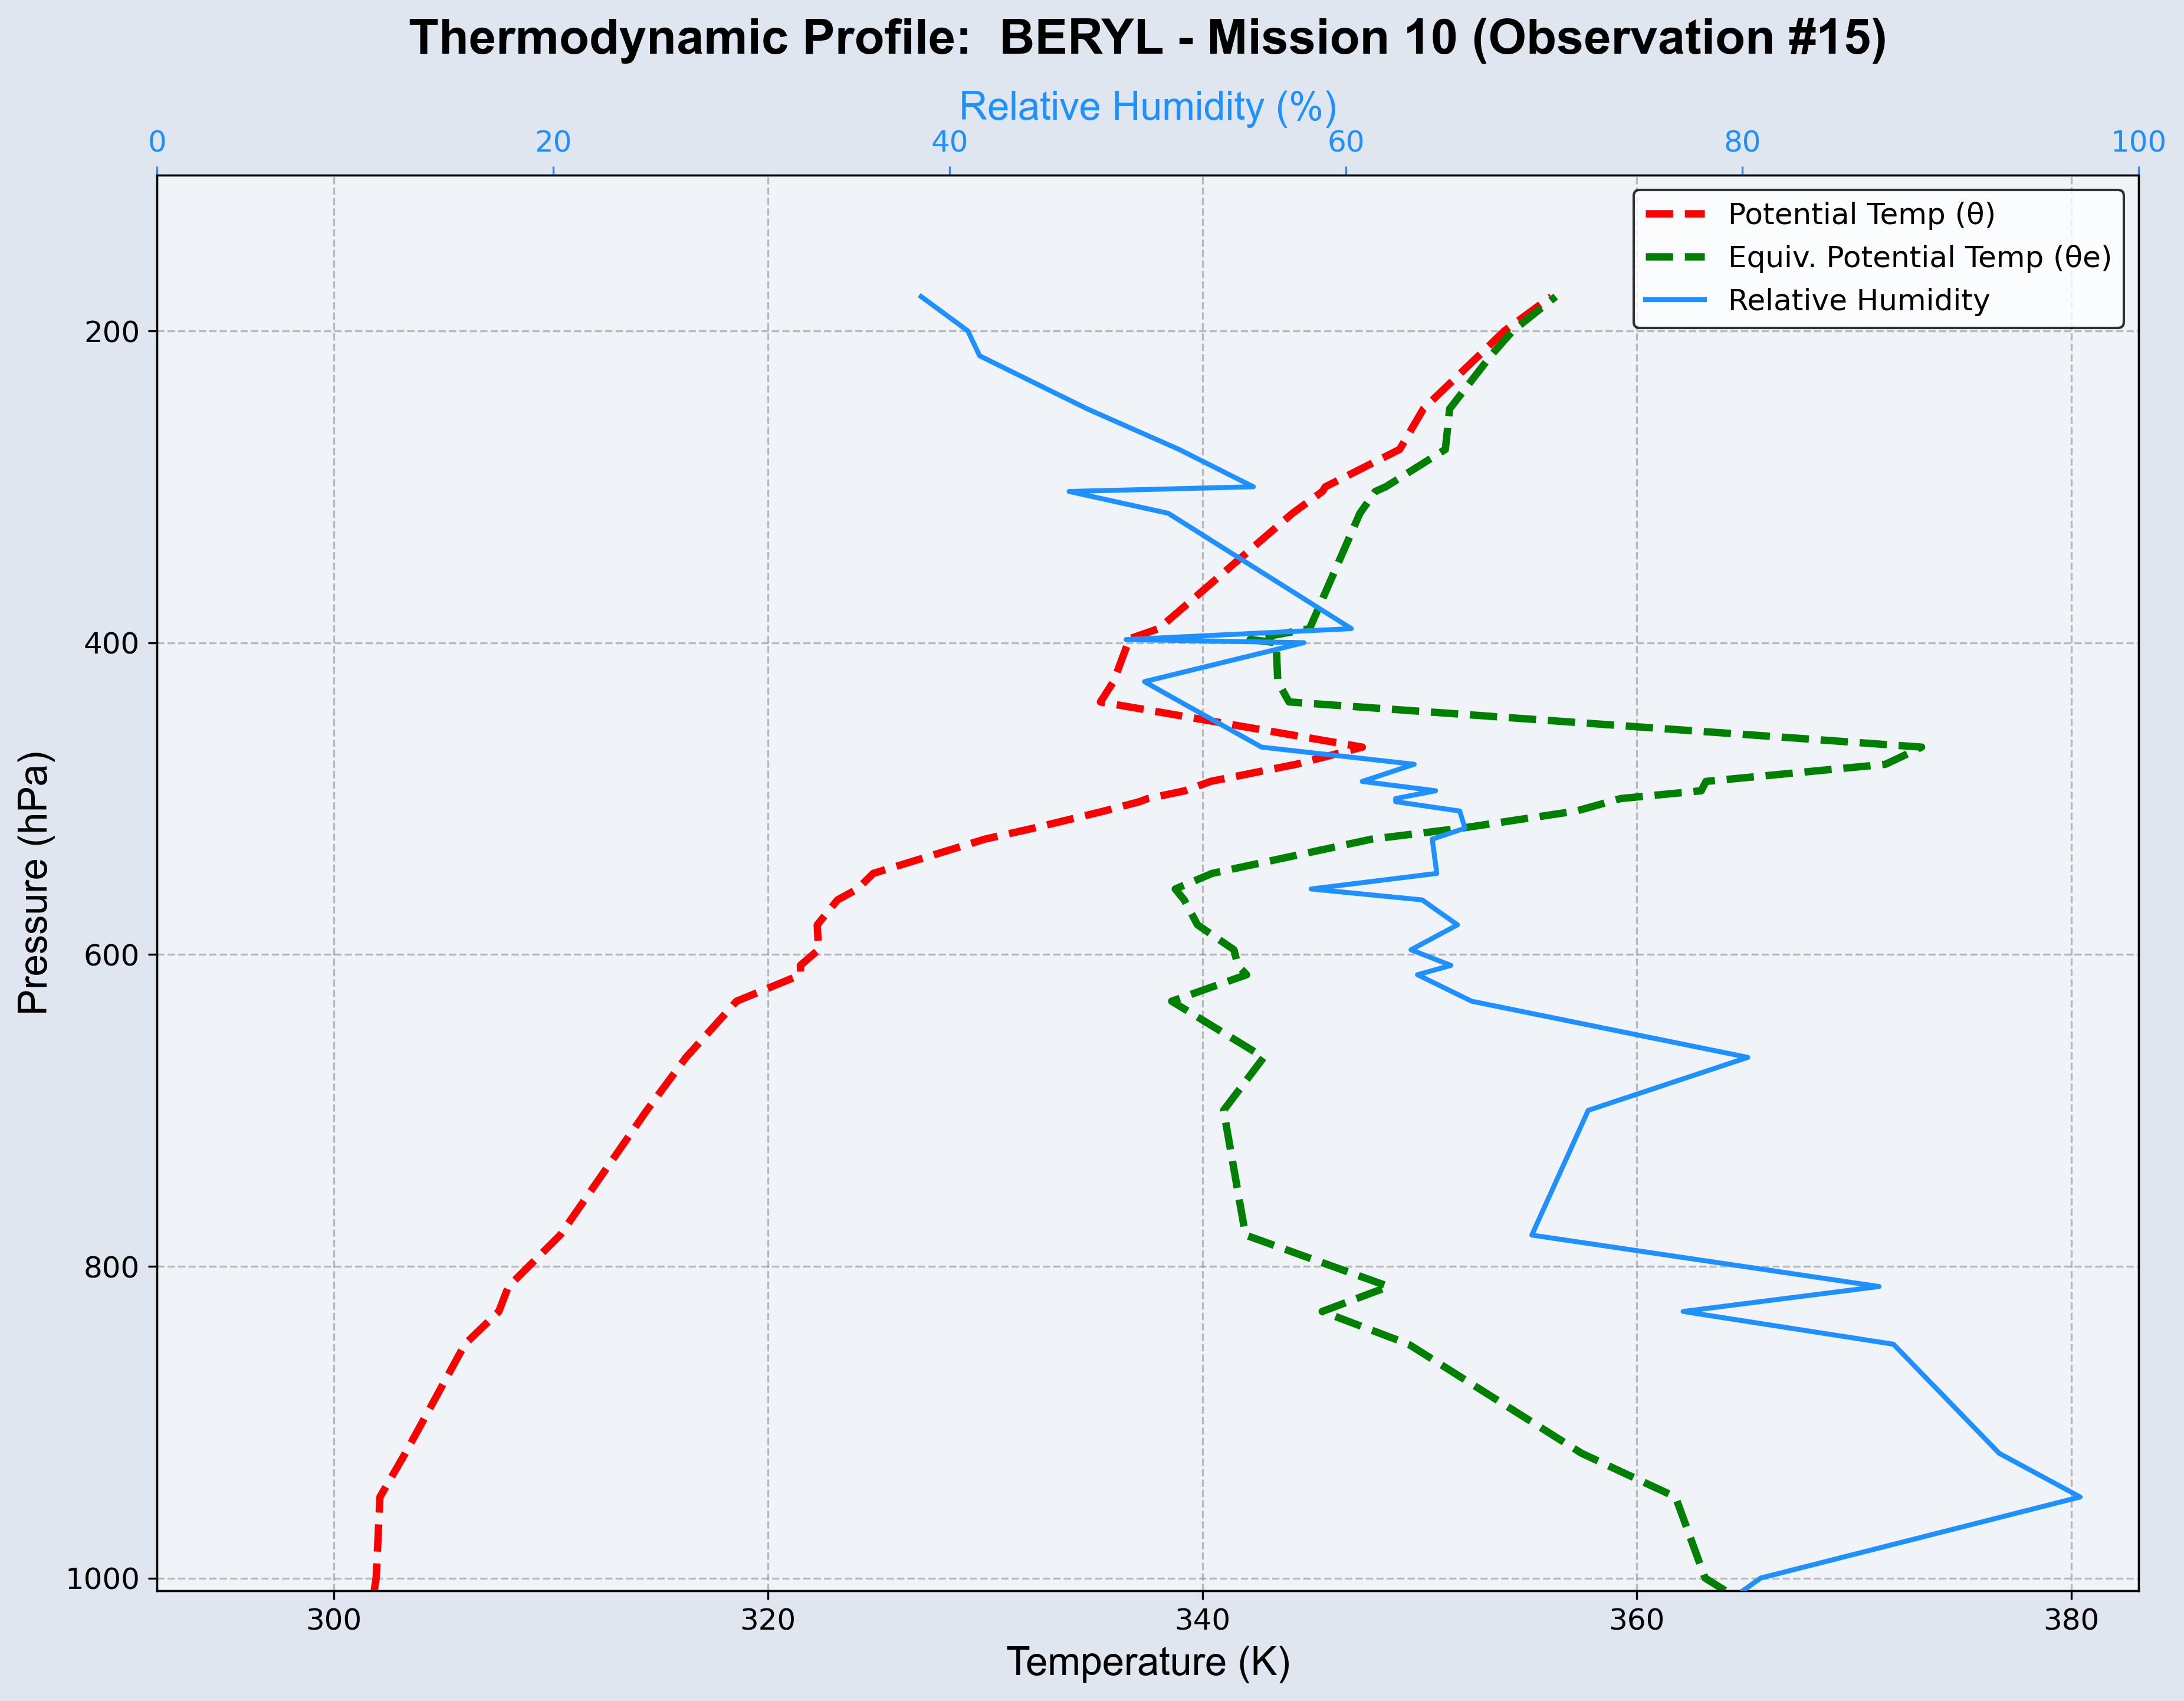 Thermodynamic Profile:  BERYL - Mission 10 (Observation #15)
Relative Humidity (%)
0 20 40 60 80 100
Potential Temp (θ)
Equiv. Potential Temp (θe)
Relative Humidity
200
400
600
800
1000
Pressure (hPa)
300 320 340 360 380
Temperature (K)